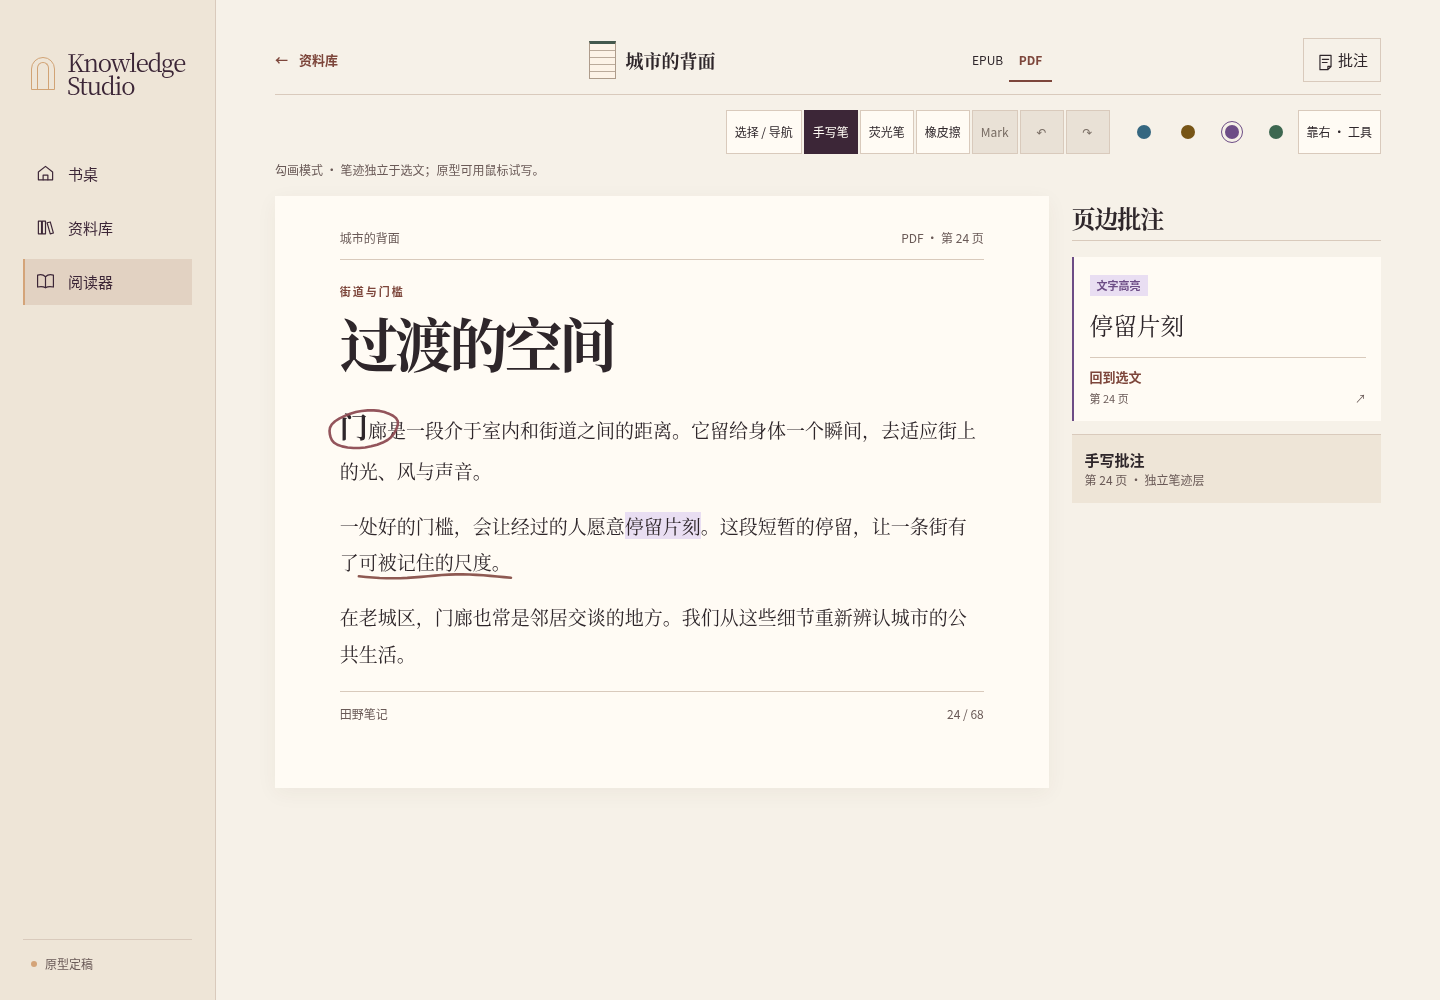 Knowledge
Studio
书桌
资料库
阅读器
原型定稿
← 资料库
城市的背面
EPUB PDF
批注
选择 / 导航 手写笔 荧光笔 橡皮擦 Mark ↶ ↷ 靠右 · 工具
勾画模式 · 笔迹独立于选文；原型可用鼠标试写。
城市的背面 PDF · 第 24 页
街道与门槛
过渡的空间
门廊是一段介于室内和街道之间的距离。它留给身体一个瞬间，去适应街上
的光、风与声音。
一处好的门槛，会让经过的人愿意停留片刻。这段短暂的停留，让一条街有
了可被记住的尺度。
在老城区，门廊也常是邻居交谈的地方。我们从这些细节重新辨认城市的公
共生活。
田野笔记 24 / 68
页边批注
文字高亮
停留片刻
回到选文
第 24 页 ↗
手写批注
第 24 页 · 独立笔迹层